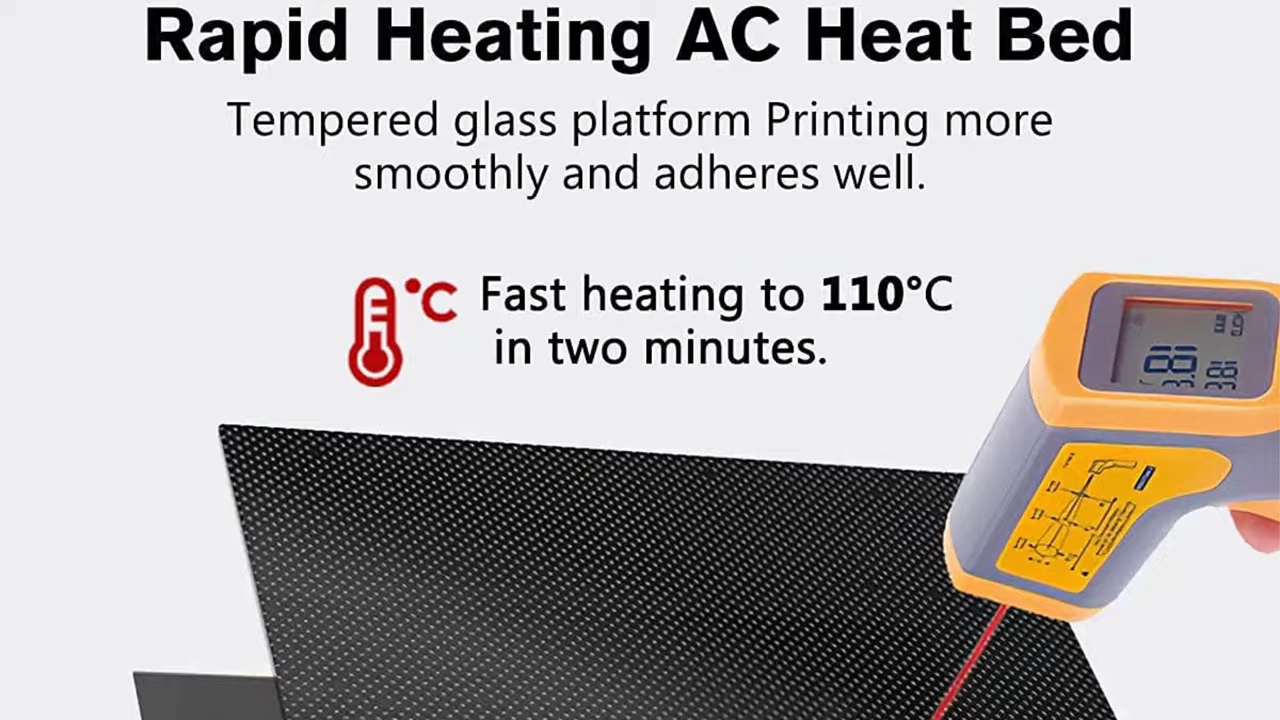 Rapid Heating AC Heat Bed
Tempered glass platform Printing more
smoothly and adheres well.
°C
Fast heating to 110°C
in two minutes.